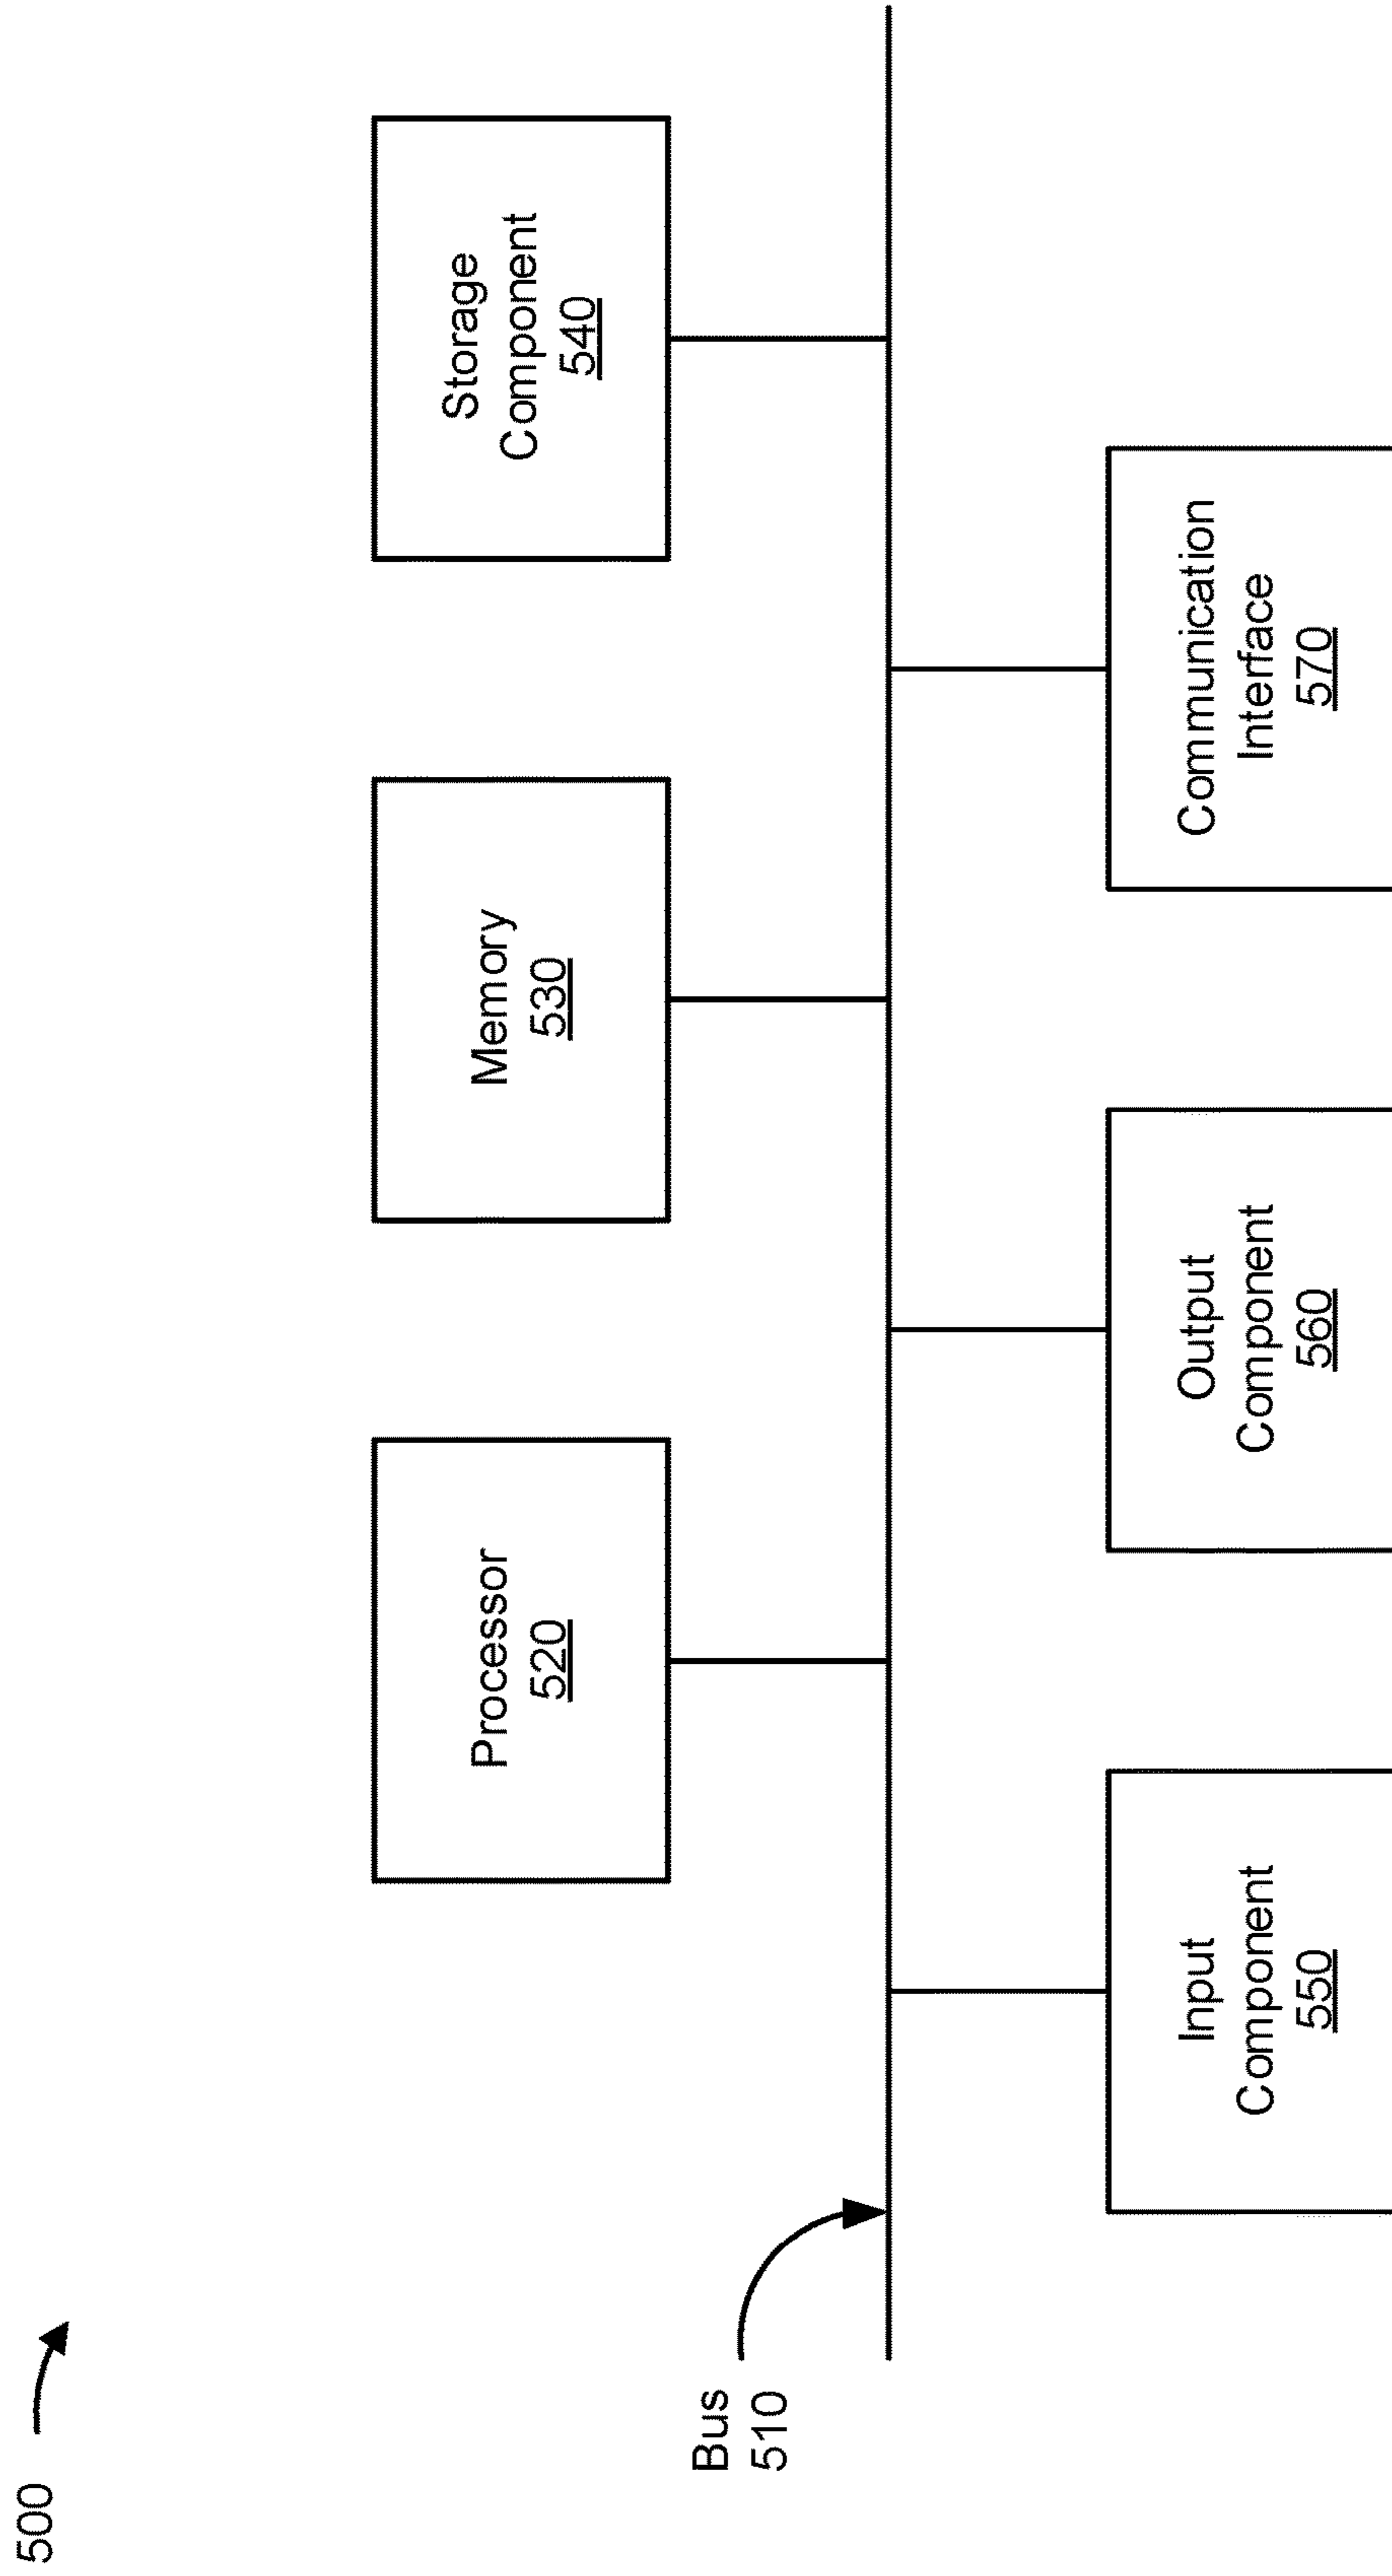 500
Processor
520
Memory
530
Storage
Component
540
Bus
510
Input
Component
550
Output
Component
560
Communication
Interface
570